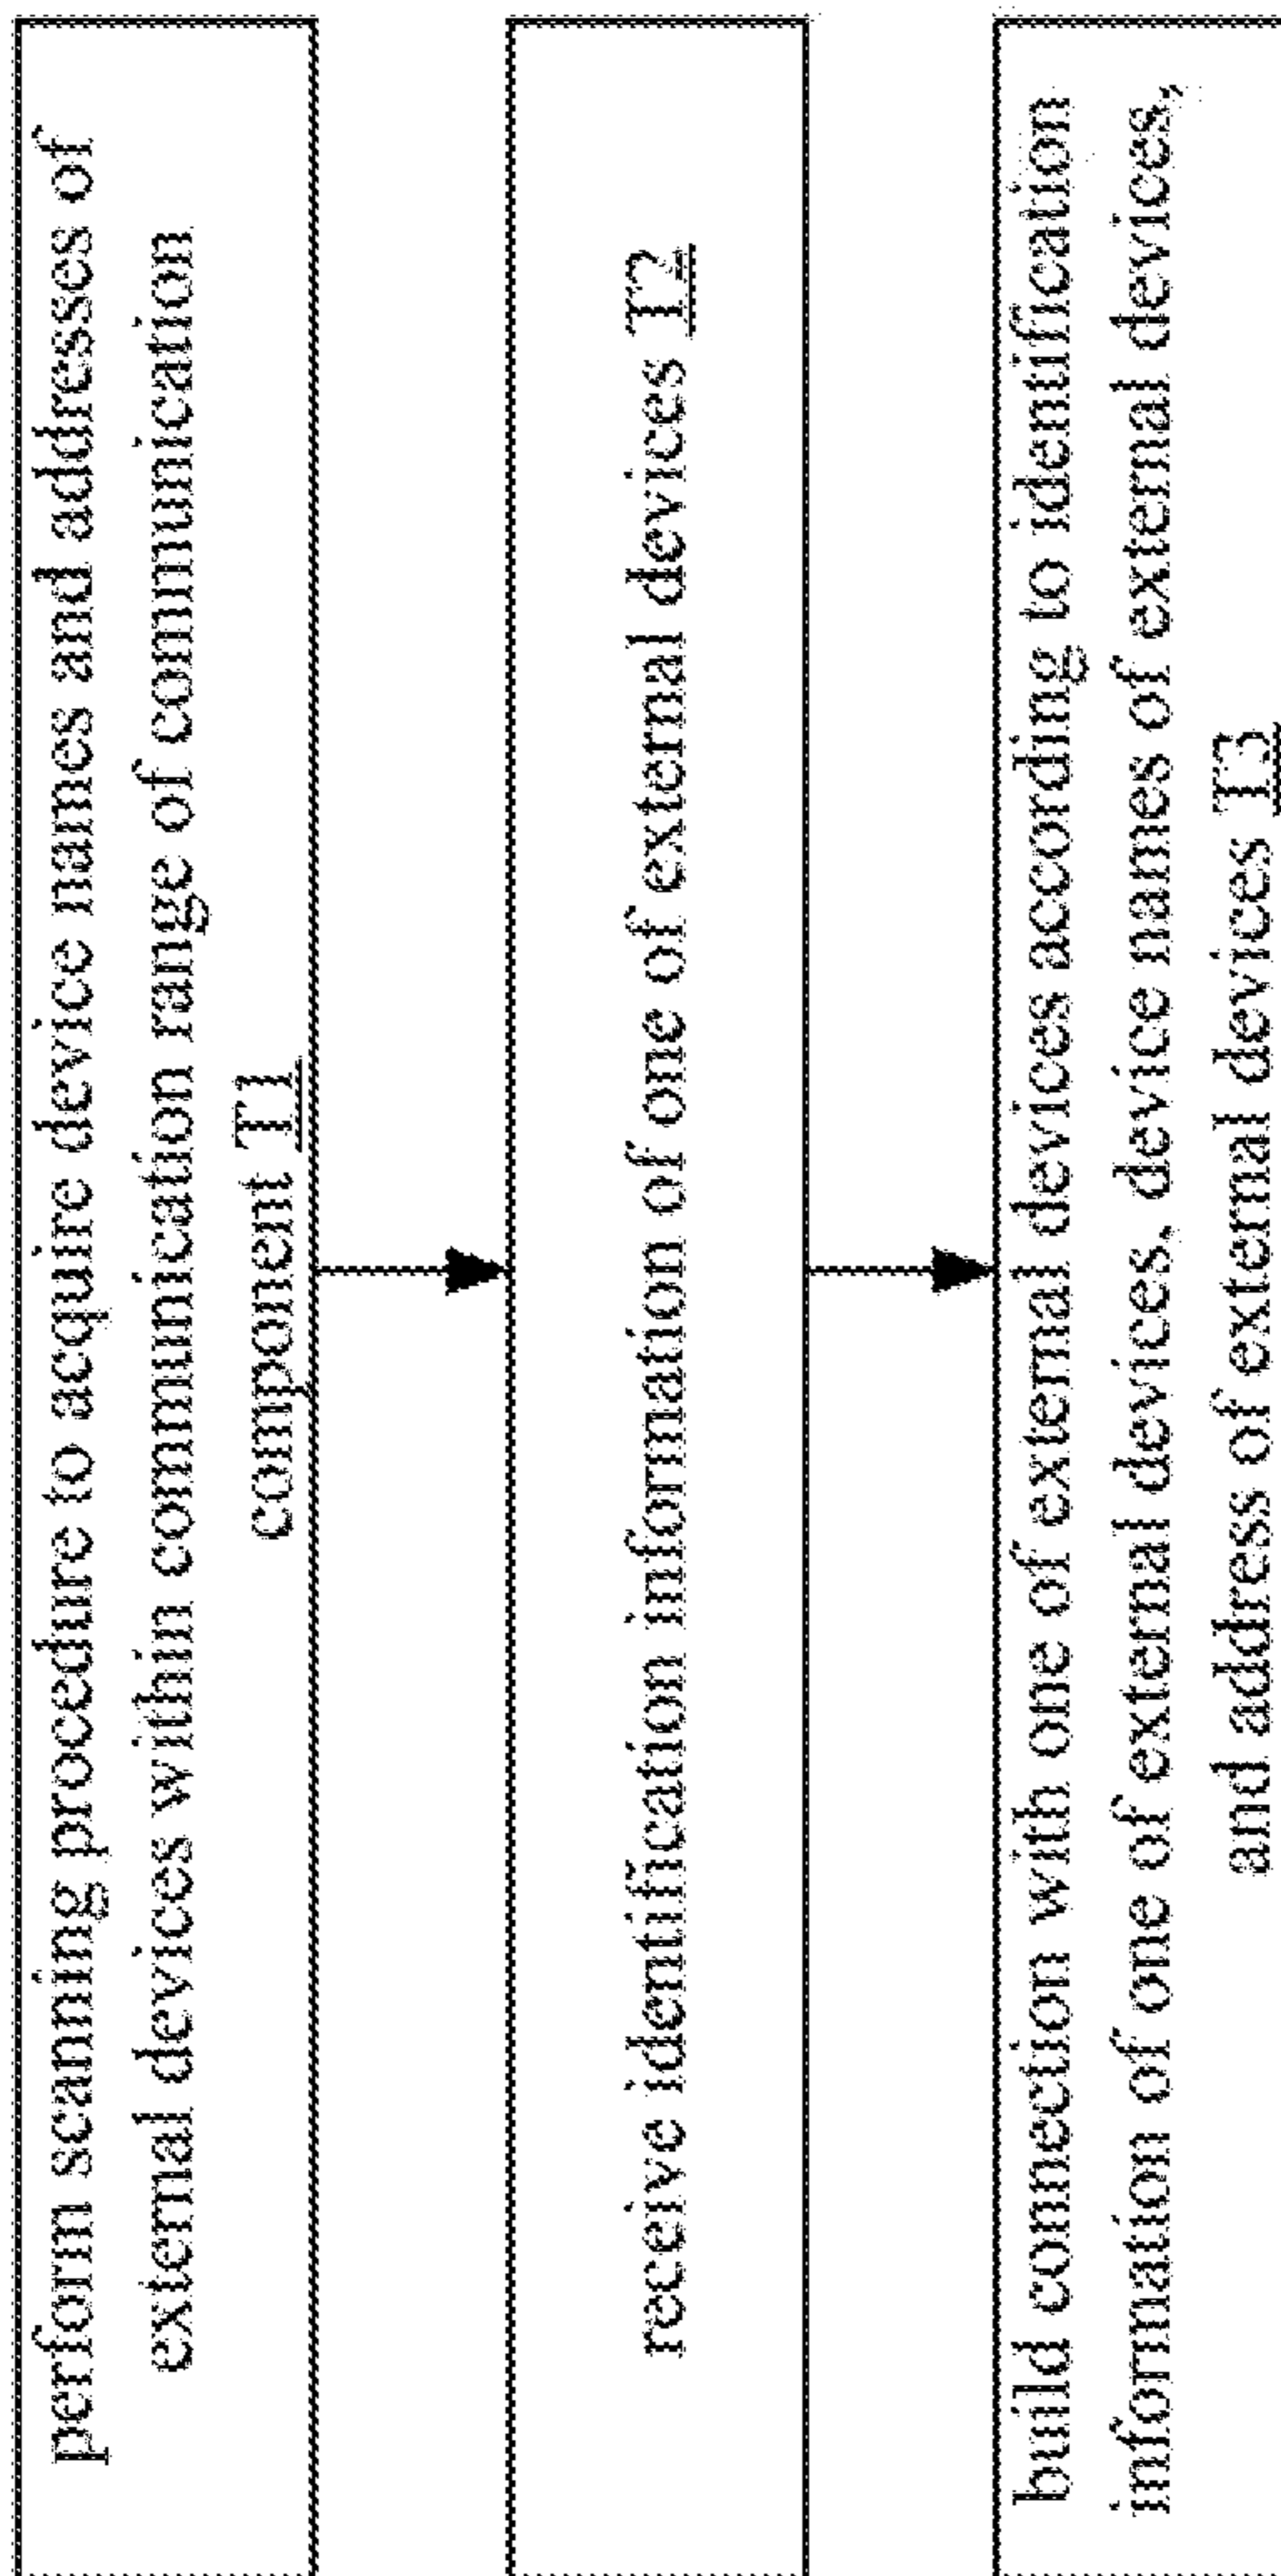 perform scanning procedure to acquire device names and addresses of
external devices within communication range of communication
component T1
receive identification information of one of external devices T2
build connection with one of external devices according to identification
information of one of external devices, device names of external devices,
and address of external devices T3